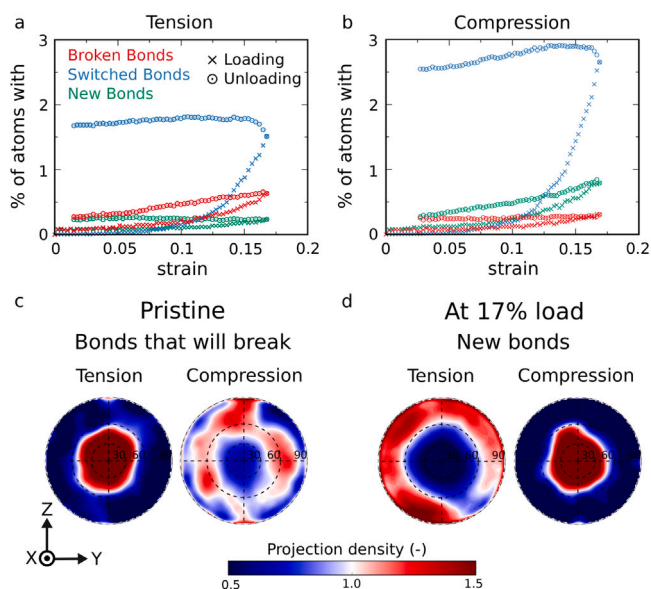 a
Tension
b
Compression
3
2
1
0
% of atoms with
Broken Bonds
Switched Bonds
New Bonds
Loading
Unloading
0
0.05
0.1
0.15
0.2
strain
3
2
1
0
% of atoms with
0
0.05
0.1
0.15
0.2
strain
c
Pristine
Bonds that will break
Tension
Compression
d
At 17% load
New bonds
Tension
Compression
30 60 90
30 60 90
30 60 90
30 60 90
Z
X
Y
Projection density (-)
0.5
1.0
1.5